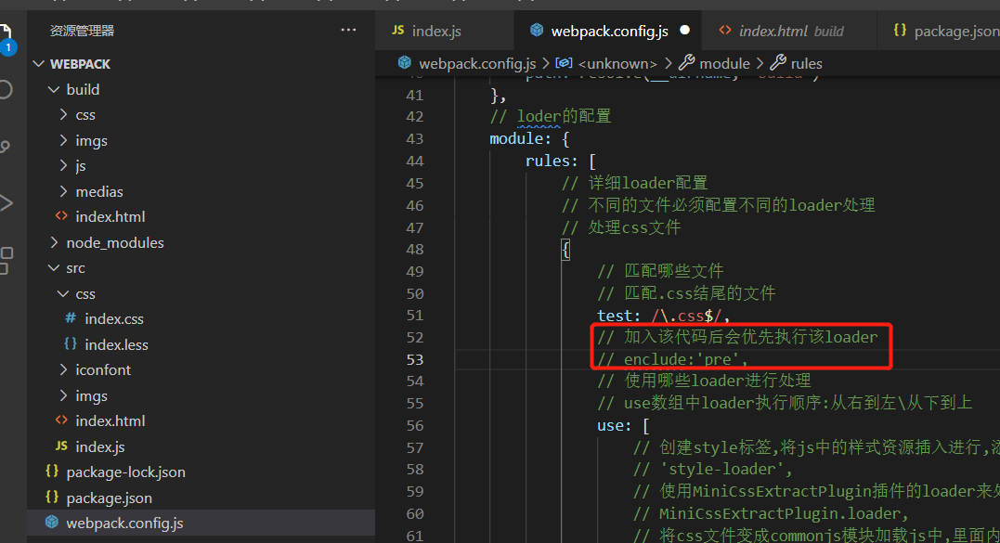 资源管理器
···
WEBPACK
build
css
imgs
js
medias
index.html
node_modules
src
css
# index.css
{} index.less
iconfont
imgs
index.html
JS index.js
{} package-lock.json
{} package.json
webpack.config.js
1
JS index.js
webpack.config.js
index.html build
{} package.json
webpack.config.js > <unknown> > module > rules
41 },
42 // loder的配置
43 module: {
44 rules: [
45 // 详细loader配置
46 // 不同的文件必须配置不同的loader处理
47 // 处理css文件
48 {
49 // 匹配哪些文件
50 // 匹配.css结尾的文件
51 test: /\.css$/,
52 // 加入该代码后会优先执行该loader
53 // enclude:'pre',
54 // 使用哪些loader进行处理
55 // use数组中loader执行顺序:从右到左\从下到上
56 use: [
57 // 创建style标签,将js中的样式资源插入进行,
58 // 'style-loader',
59 // 使用MiniCssExtractPlugin插件的loader来
60 // MiniCssExtractPlugin.loader,
61 // 将css文件变成commonjs模块加载js中,里面内